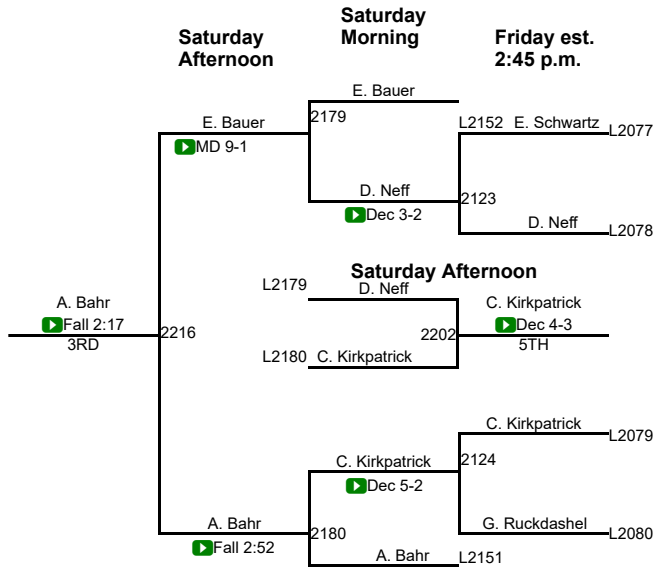 Saturday
Afternoon
Saturday
Morning
Friday est.
2:45 p.m.
E. Bauer
E. Bauer
2179
L2152
E. Schwartz
L2077
MD 9-1
D. Neff
2123
Dec 3-2
D. Neff
L2078
Saturday Afternoon
L2179
D. Neff
A. Bahr
C. Kirkpatrick
Fall 2:17
2216
2202
Dec 4-3
3RD
5TH
L2180
C. Kirkpatrick
C. Kirkpatrick
L2079
C. Kirkpatrick
2124
Dec 5-2
A. Bahr
2180
G. Ruckdashel
L2080
Fall 2:52
A. Bahr
L2151